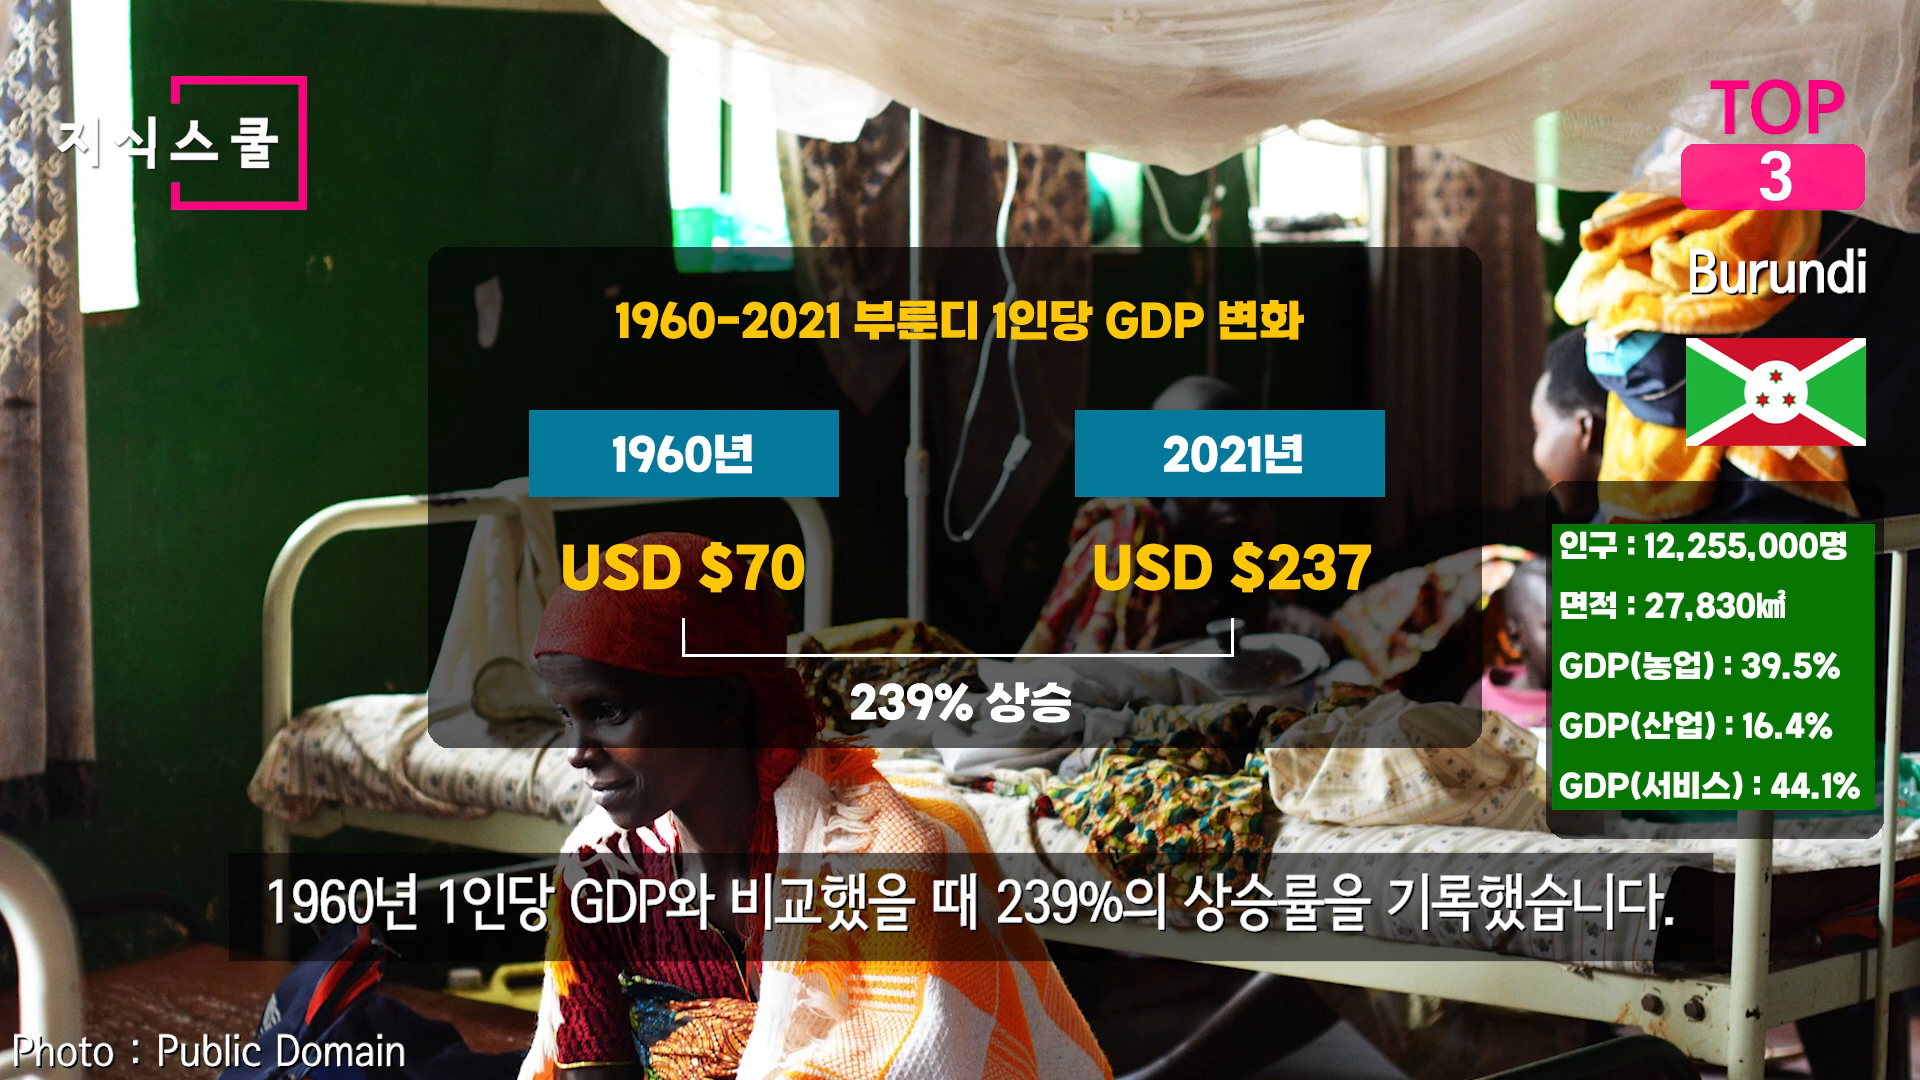 지식스쿨
TOP
3
Burundi
1960-2021 부룬디 1인당 GDP 변화
1960년
2021년
USD $70
USD $237
239% 상승
인구 : 12,255,000명
면적 : 27,830㎢
GDP(농업) : 39.5%
GDP(산업) : 16.4%
GDP(서비스) : 44.1%
1960년 1인당 GDP와 비교했을 때 239%의 상승률을 기록했습니다.
Photo : Public Domain